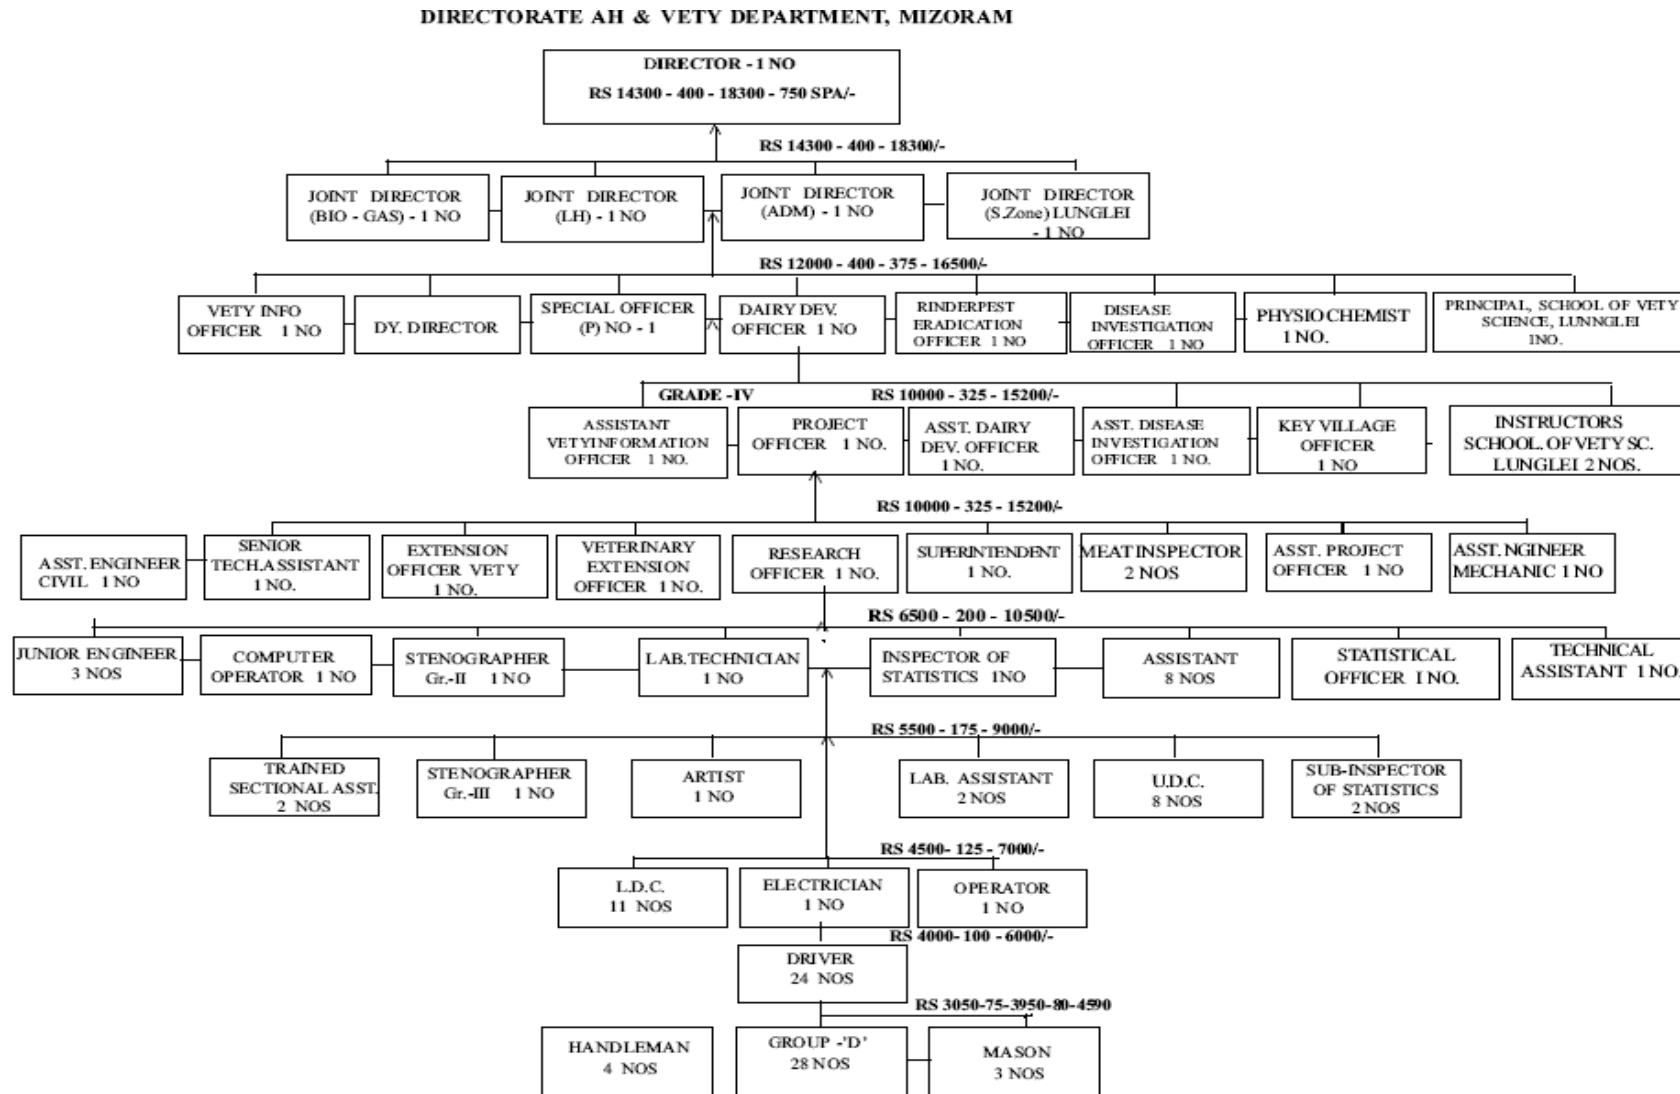 DIRECTORATE AH & VETY DEPARTMENT, MIZORAM
DIRECTOR - 1 NO
RS 14300 - 400 - 18300 - 750 SPA/-
RS 14300 - 400 - 18300/-
JOINT DIRECTOR
(BIO - GAS) - 1 NO
JOINT DIRECTOR
(LH) - 1 NO
JOINT DIRECTOR
(ADM) - 1 NO
JOINT DIRECTOR
(S.Zone) LUNGLEI
- 1 NO
RS 12000 - 400 - 375 - 16500/-
VETY INFO
OFFICER 1 NO
DY. DIRECTOR
SPECIAL OFFICER
(P) NO - 1
DAIRY DEV.
OFFICER 1 NO
RINDERPEST
ERADICATION
OFFICER 1 NO
DISEASE
INVESTIGATION
OFFICER 1 NO
PHYSIOCHEMIST
1 NO.
PRINCIPAL, SCHOOL OF VETY
SCIENCE, LUNNGLEI
1NO.
GRADE -IV
RS 10000 - 325 - 15200/-
ASSISTANT
VETYINFORMATION
OFFICER 1 NO.
PROJECT
OFFICER 1 NO.
ASST. DAIRY
DEV. OFFICER
1 NO.
ASST. DISEASE
INVESTIGATION
OFFICER 1 NO.
KEY VILLAGE
OFFICER
1 NO
INSTRUCTORS
SCHOOL. OF VETY SC.
LUNGLEI 2 NOS.
RS 10000 - 325 - 15200/-
ASST. ENGINEER
CIVIL 1 NO
SENIOR
TECH.ASSISTANT
1 NO.
EXTENSION
OFFICER VETY
1 NO.
VETERINARY
EXTENSION
OFFICER 1 NO.
RESEARCH
OFFICER 1 NO.
SUPERINTENDENT
1 NO.
MEAT INSPECTOR
2 NOS
ASST. PROJECT
OFFICER 1 NO
ASST. NGINEER
MECHANIC 1 NO
RS 6500 - 200 - 10500/-
JUNIOR ENGINEER
3 NOS
COMPUTER
OPERATOR 1 NO
STENOGRAPHER
Gr.-II 1 NO
LAB. TECHNICIAN
1 NO
INSPECTOR OF
STATISTICS 1NO
ASSISTANT
8 NOS
STATISTICAL
OFFICER 1 NO.
TECHNICAL
ASSISTANT 1 NO.
RS 5500 - 175 - 9000/-
TRAINED
SECTIONAL ASST.
2 NOS
STENOGRAPHER
Gr.-III 1 NO
ARTIST
1 NO
LAB. ASSISTANT
2 NOS
U.D.C.
8 NOS
SUB-INSPECTOR
OF STATISTICS
2 NOS
RS 4500- 125 - 7000/-
L.D.C.
11 NOS
ELECTRICIAN
1 NO
OPERATOR
1 NO
RS 4000- 100 - 6000/-
DRIVER
24 NOS
RS 3050-75-3950-80-4590
HANDLEMAN
4 NOS
GROUP -'D'
28 NOS
MASON
3 NOS